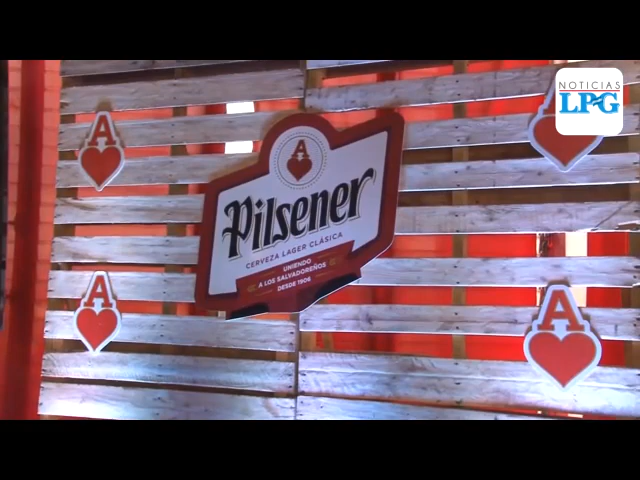 NOTICIAS
LPG
A
A
A
Pilsener
CERVEZA LAGER CLÁSICA
UNIENDO
A LOS SALVADOREÑOS
DESDE 1906
A
A